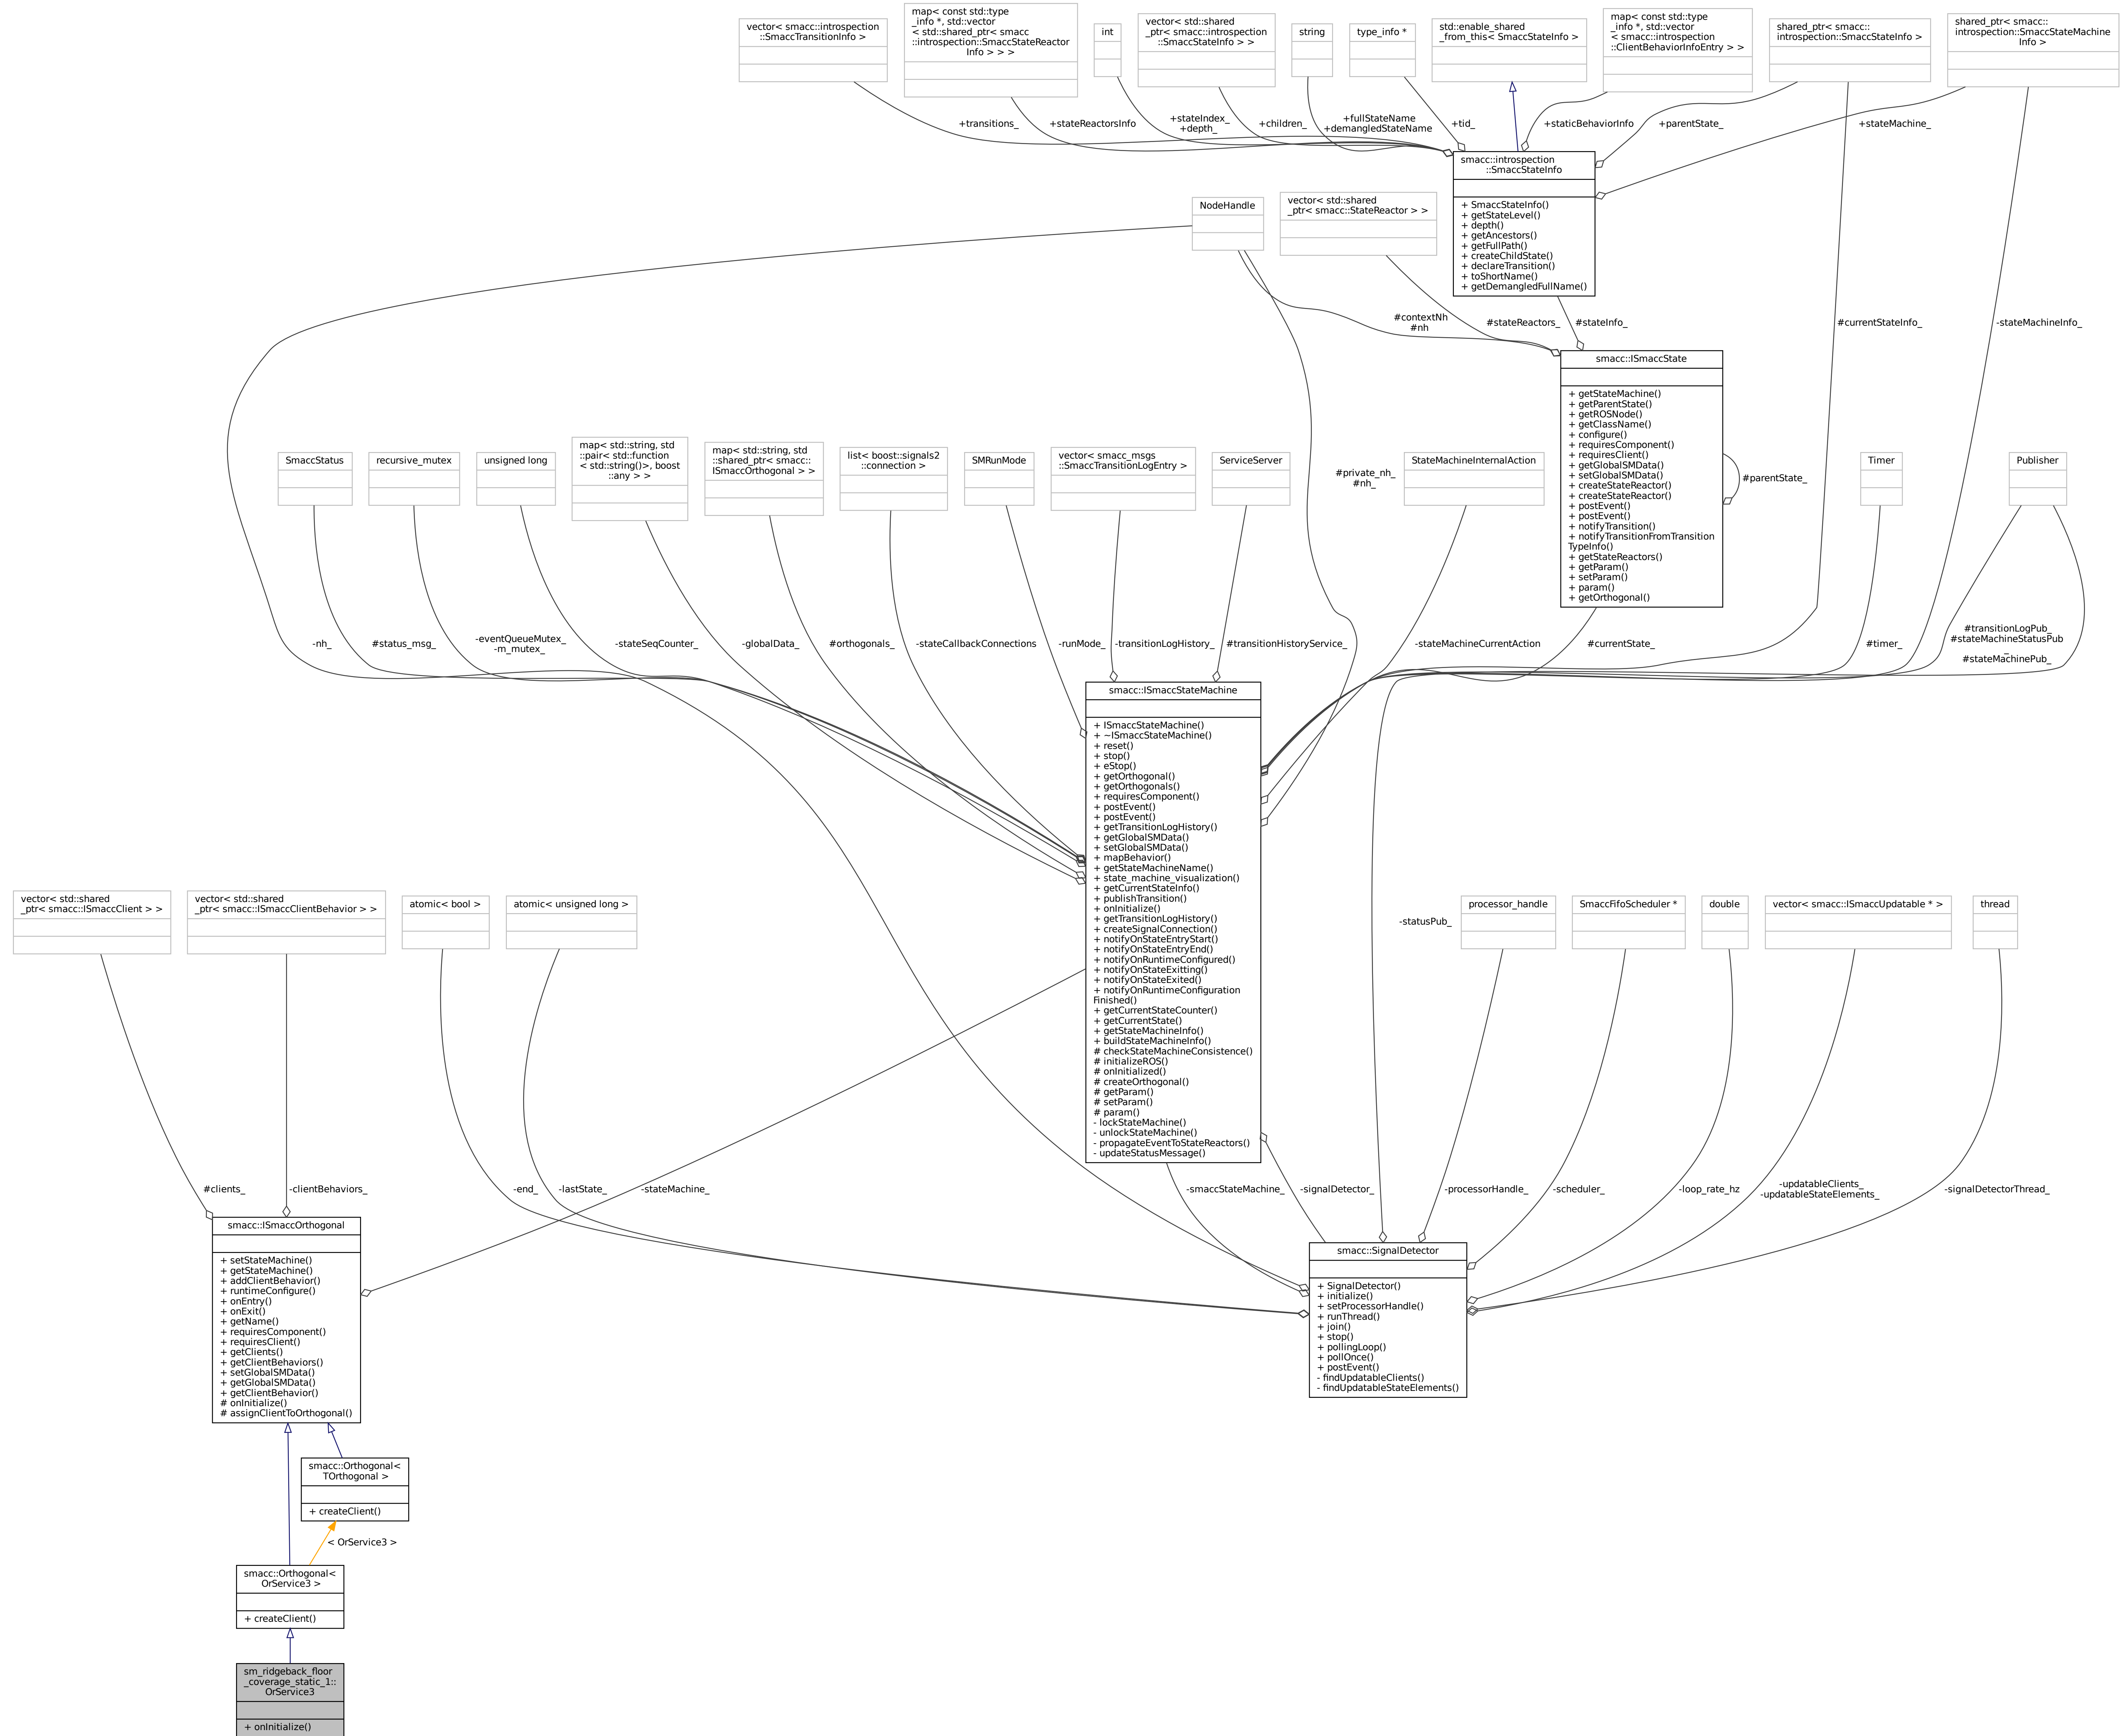 vector< smacc::introspection
::SmaccTransitionInfo >
map< const std::type
_info *, std::vector
< std::shared_ptr< smacc
::introspection::SmaccStateReactor
Info > > >
int
vector< std::shared
_ptr< smacc::introspection
::SmaccStateInfo > >
string
type_info *
std::enable_shared
_from_this< SmaccStateInfo >
map< const std::type
_info *, std::vector
< smacc::introspection
::ClientBehaviorInfoEntry > >
shared_ptr< smacc::
introspection::SmaccStateInfo >
shared_ptr< smacc::
introspection::SmaccStateMachine
Info >
+transitions_
+stateReactorsInfo
+stateIndex_
+depth_
+children_
+fullStateName
+demangledStateName
+tid_
+staticBehaviorInfo
+parentState_
+stateMachine_
smacc::introspection
::SmaccStateInfo
+ SmaccStateInfo()
+ getStateLevel()
+ depth()
+ getAncestors()
+ getFullPath()
+ createChildState()
+ declareTransition()
+ toShortName()
+ getDemangledFullName()
NodeHandle
vector< std::shared
_ptr< smacc::StateReactor > >
#contextNh
#nh
#stateReactors_
#stateInfo_
#currentStateInfo_
-stateMachineInfo_
smacc::ISmaccState
+ getStateMachine()
+ getParentState()
+ getROSNode()
+ getClassName()
+ configure()
+ requiresComponent()
+ requiresClient()
+ getGlobalSMData()
+ setGlobalSMData()
+ createStateReactor()
+ createStateReactor()
+ postEvent()
+ postEvent()
+ notifyTransition()
+ notifyTransitionFromTransition
TypeInfo()
+ getStateReactors()
+ getParam()
+ setParam()
+ param()
+ getOrthogonal()
#parentState_
SmaccStatus
recursive_mutex
unsigned long
map< std::string, std
::pair< std::function
< std::string()>, boost
::any > >
map< std::string, std
::shared_ptr< smacc::
ISmaccOrthogonal > >
list< boost::signals2
::connection >
SMRunMode
vector< smacc_msgs
::SmaccTransitionLogEntry >
ServiceServer
#private_nh_
#nh_
StateMachineInternalAction
Timer
Publisher
-nh_
#status_msg_
-eventQueueMutex_
-m_mutex_
-stateSeqCounter_
-globalData_
#orthogonals_
-stateCallbackConnections
-runMode_
-transitionLogHistory_
#transitionHistoryService_
-stateMachineCurrentAction
#currentState_
#timer_
#transitionLogPub_
#stateMachineStatusPub
_
#stateMachinePub_
smacc::ISmaccStateMachine
+ ISmaccStateMachine()
+ ~ISmaccStateMachine()
+ reset()
+ stop()
+ eStop()
+ getOrthogonal()
+ getOrthogonals()
+ requiresComponent()
+ postEvent()
+ postEvent()
+ getTransitionLogHistory()
+ getGlobalSMData()
+ setGlobalSMData()
+ mapBehavior()
+ getStateMachineName()
+ state_machine_visualization()
+ getCurrentStateInfo()
+ publishTransition()
+ onInitialize()
+ getTransitionLogHistory()
+ createSignalConnection()
+ notifyOnStateEntryStart()
+ notifyOnStateEntryEnd()
+ notifyOnRuntimeConfigured()
+ notifyOnStateExitting()
+ notifyOnStateExited()
+ notifyOnRuntimeConfiguration
Finished()
+ getCurrentStateCounter()
+ getCurrentState()
+ getStateMachineInfo()
+ buildStateMachineInfo()
# checkStateMachineConsistence()
# initializeROS()
# onInitialized()
# createOrthogonal()
# getParam()
# setParam()
# param()
- lockStateMachine()
- unlockStateMachine()
- propagateEventToStateReactors()
- updateStatusMessage()
vector< std::shared
_ptr< smacc::ISmaccClient > >
vector< std::shared
_ptr< smacc::ISmaccClientBehavior > >
atomic< bool >
atomic< unsigned long >
-statusPub_
processor_handle
SmaccFifoScheduler *
double
vector< smacc::ISmaccUpdatable * >
thread
#clients_
-clientBehaviors_
-end_
-lastState_
-stateMachine_
-smaccStateMachine_
-signalDetector_
-processorHandle_
-scheduler_
-loop_rate_hz
-updatableClients_
-updatableStateElements_
-signalDetectorThread_
smacc::ISmaccOrthogonal
+ setStateMachine()
+ getStateMachine()
+ addClientBehavior()
+ runtimeConfigure()
+ onEntry()
+ onExit()
+ getName()
+ requiresComponent()
+ requiresClient()
+ getClients()
+ getClientBehaviors()
+ setGlobalSMData()
+ getGlobalSMData()
+ getClientBehavior()
# onInitialize()
# assignClientToOrthogonal()
smacc::SignalDetector
+ SignalDetector()
+ initialize()
+ setProcessorHandle()
+ runThread()
+ join()
+ stop()
+ pollingLoop()
+ pollOnce()
+ postEvent()
- findUpdatableClients()
- findUpdatableStateElements()
smacc::Orthogonal<
TOrthogonal >
+ createClient()
< OrService3 >
smacc::Orthogonal<
OrService3 >
+ createClient()
sm_ridgeback_floor
_coverage_static_1::
OrService3
+ onInitialize()